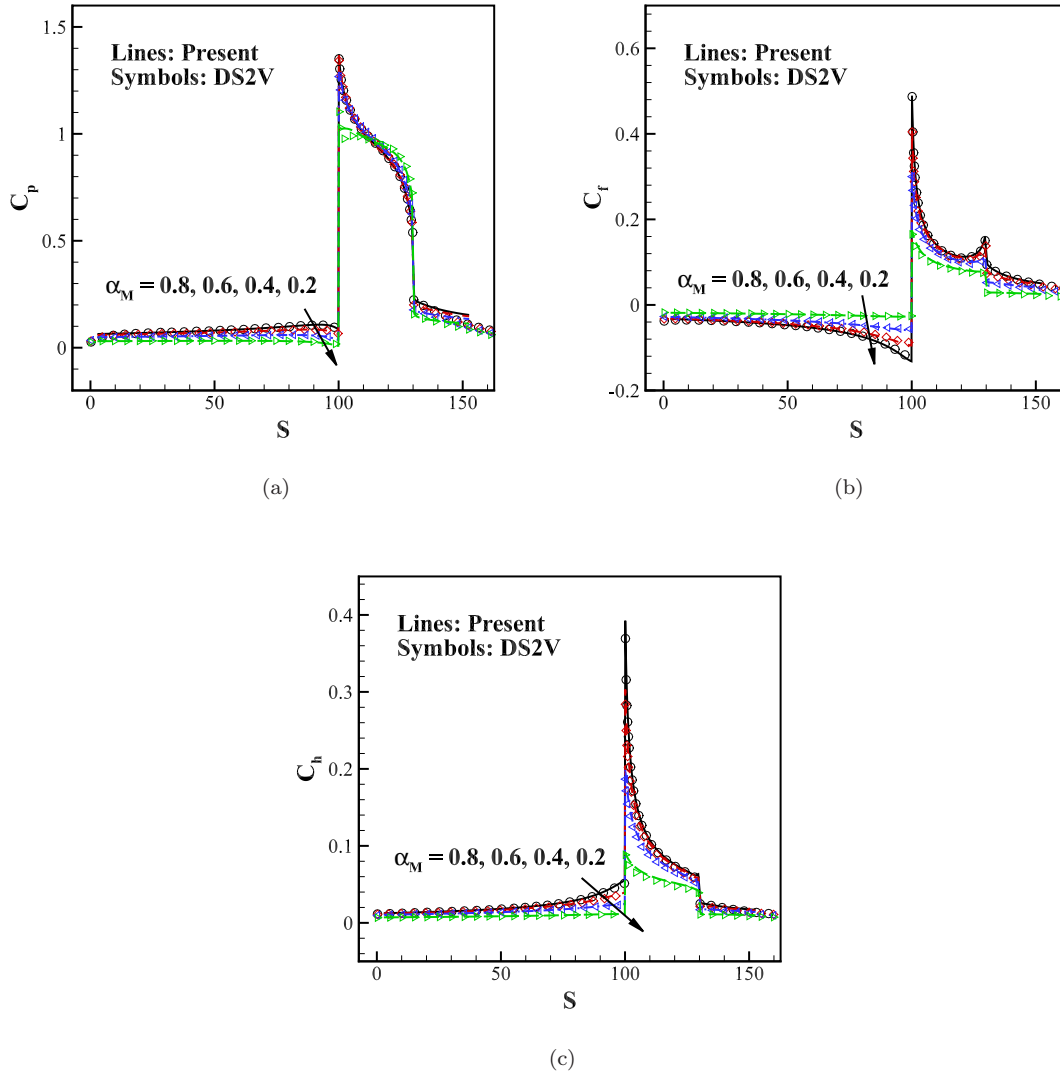 1.5
1
0.5
0
C_p
Lines: Present
Symbols: DS2V
α_M = 0.8, 0.6, 0.4, 0.2
0 50 100 150
S
(a)
0.6
0.4
0.2
0
-0.2
C_f
Lines: Present
Symbols: DS2V
α_M = 0.8, 0.6, 0.4, 0.2
0 50 100 150
S
(b)
0.4
0.3
0.2
0.1
0
C_h
Lines: Present
Symbols: DS2V
α_M = 0.8, 0.6, 0.4, 0.2
0 50 100 150
S
(c)